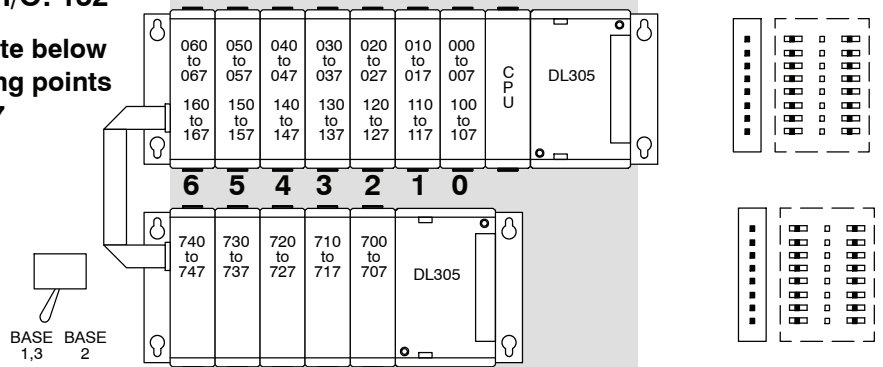 I/O:
te below
ng points
060 050 040 030 020 010 000
to to to to to to to
067 057 047 037 027 017 007
160 150 140 130 120 110 100
to to to to to to to
167 157 147 137 127 117 107
C
P
U
DL305
6 5 4 3 2 1 0
740 730 720 710 700
to to to to to
747 737 727 717 707
DL305
BASE BASE
1,3 2